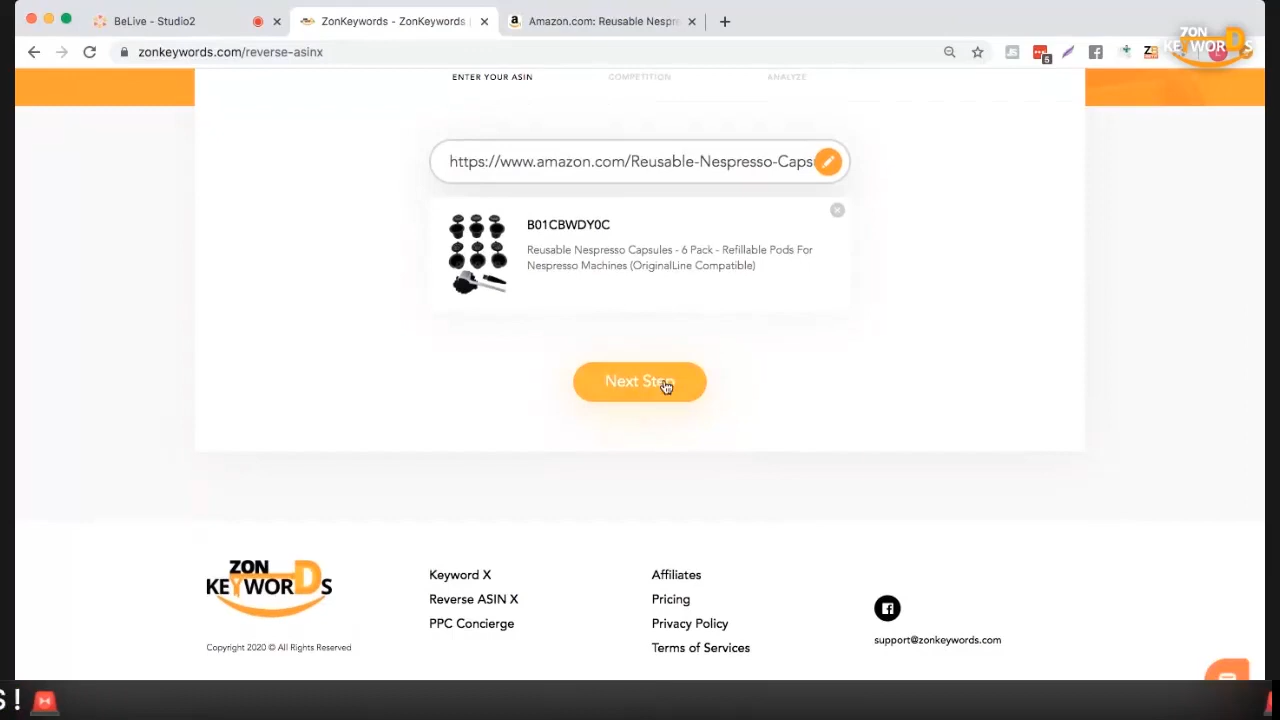 BeLive - Studio2
ZonKeywords - ZonKeywords |
Amazon.com: Reusable Nespr
zonkeywords.com/reverse-asinx
5
ZON
KEYWORDS
ENTER YOUR ASIN
COMPETITION
ANALYZE
https://www.amazon.com/Reusable-Nespresso-Caps
B01CBWDY0C
Reusable Nespresso Capsules - 6 Pack - Refillable Pods For
Nespresso Machines (OriginalLine Compatible)
Next Step
ZON
KEYWORDS
Copyright 2020 © All Rights Reserved
Keyword X
Reverse ASIN X
PPC Concierge
Affiliates
Pricing
Privacy Policy
Terms of Services
support@zonkeywords.com
s !